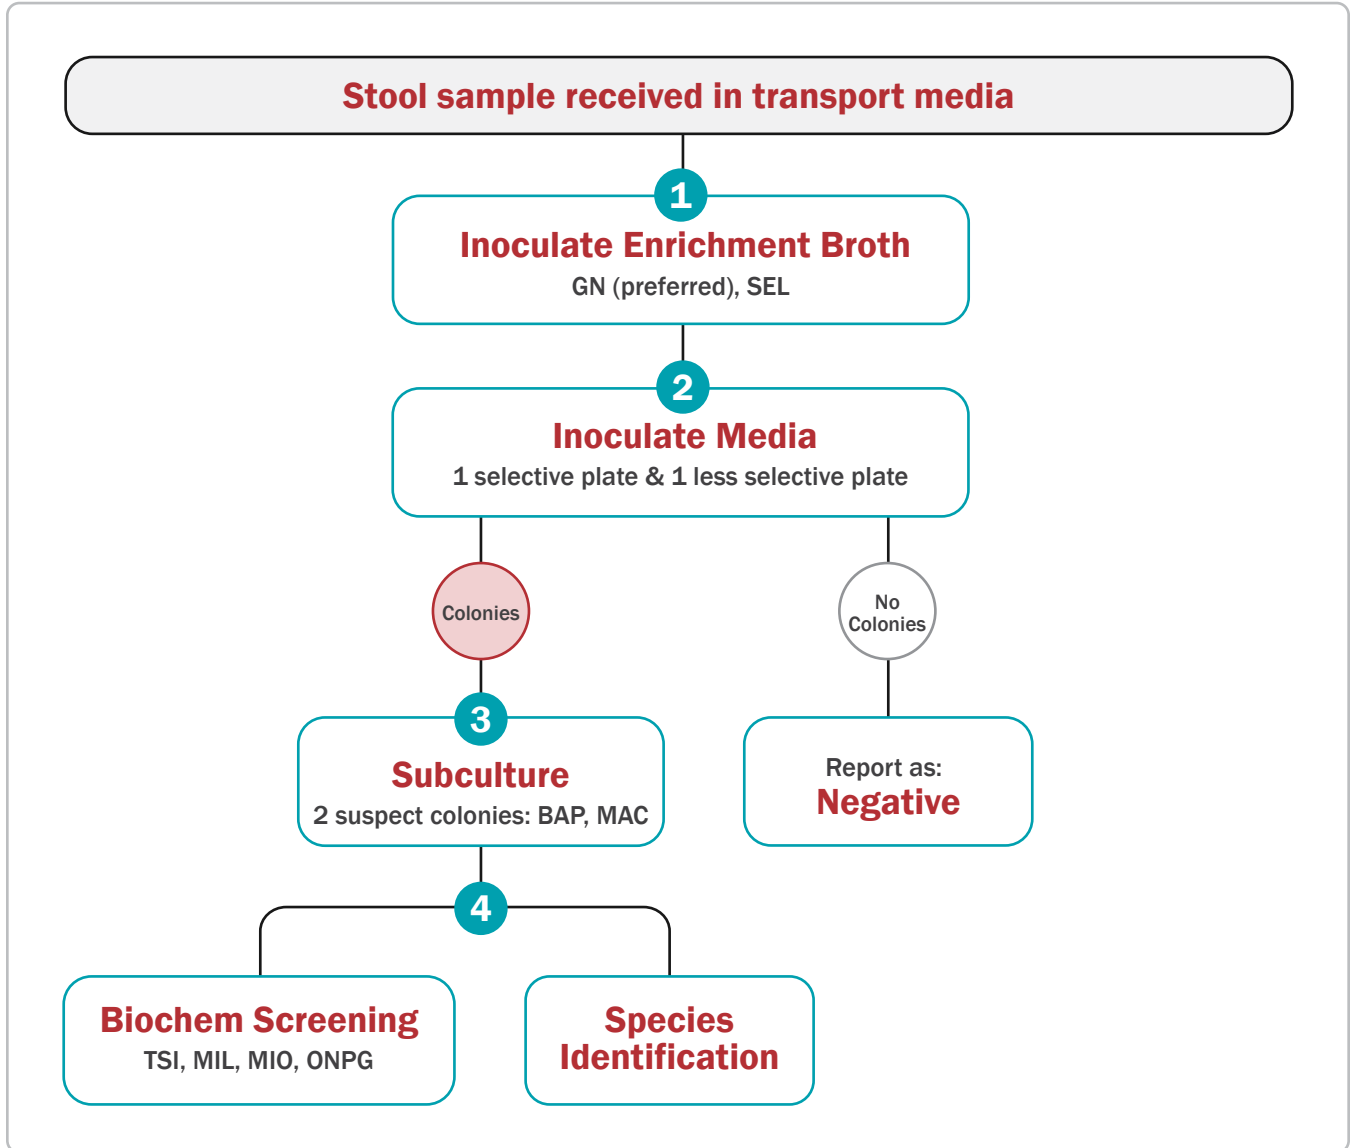 Stool sample received in transport media
1
Inoculate Enrichment Broth
GN (preferred), SEL
2
Inoculate Media
1 selective plate & 1 less selective plate
Colonies
No
Colonies
3
Subculture
2 suspect colonies: BAP, MAC
Report as:
Negative
4
Biochem Screening
TSI, MIL, MIO, ONPG
Species
Identification